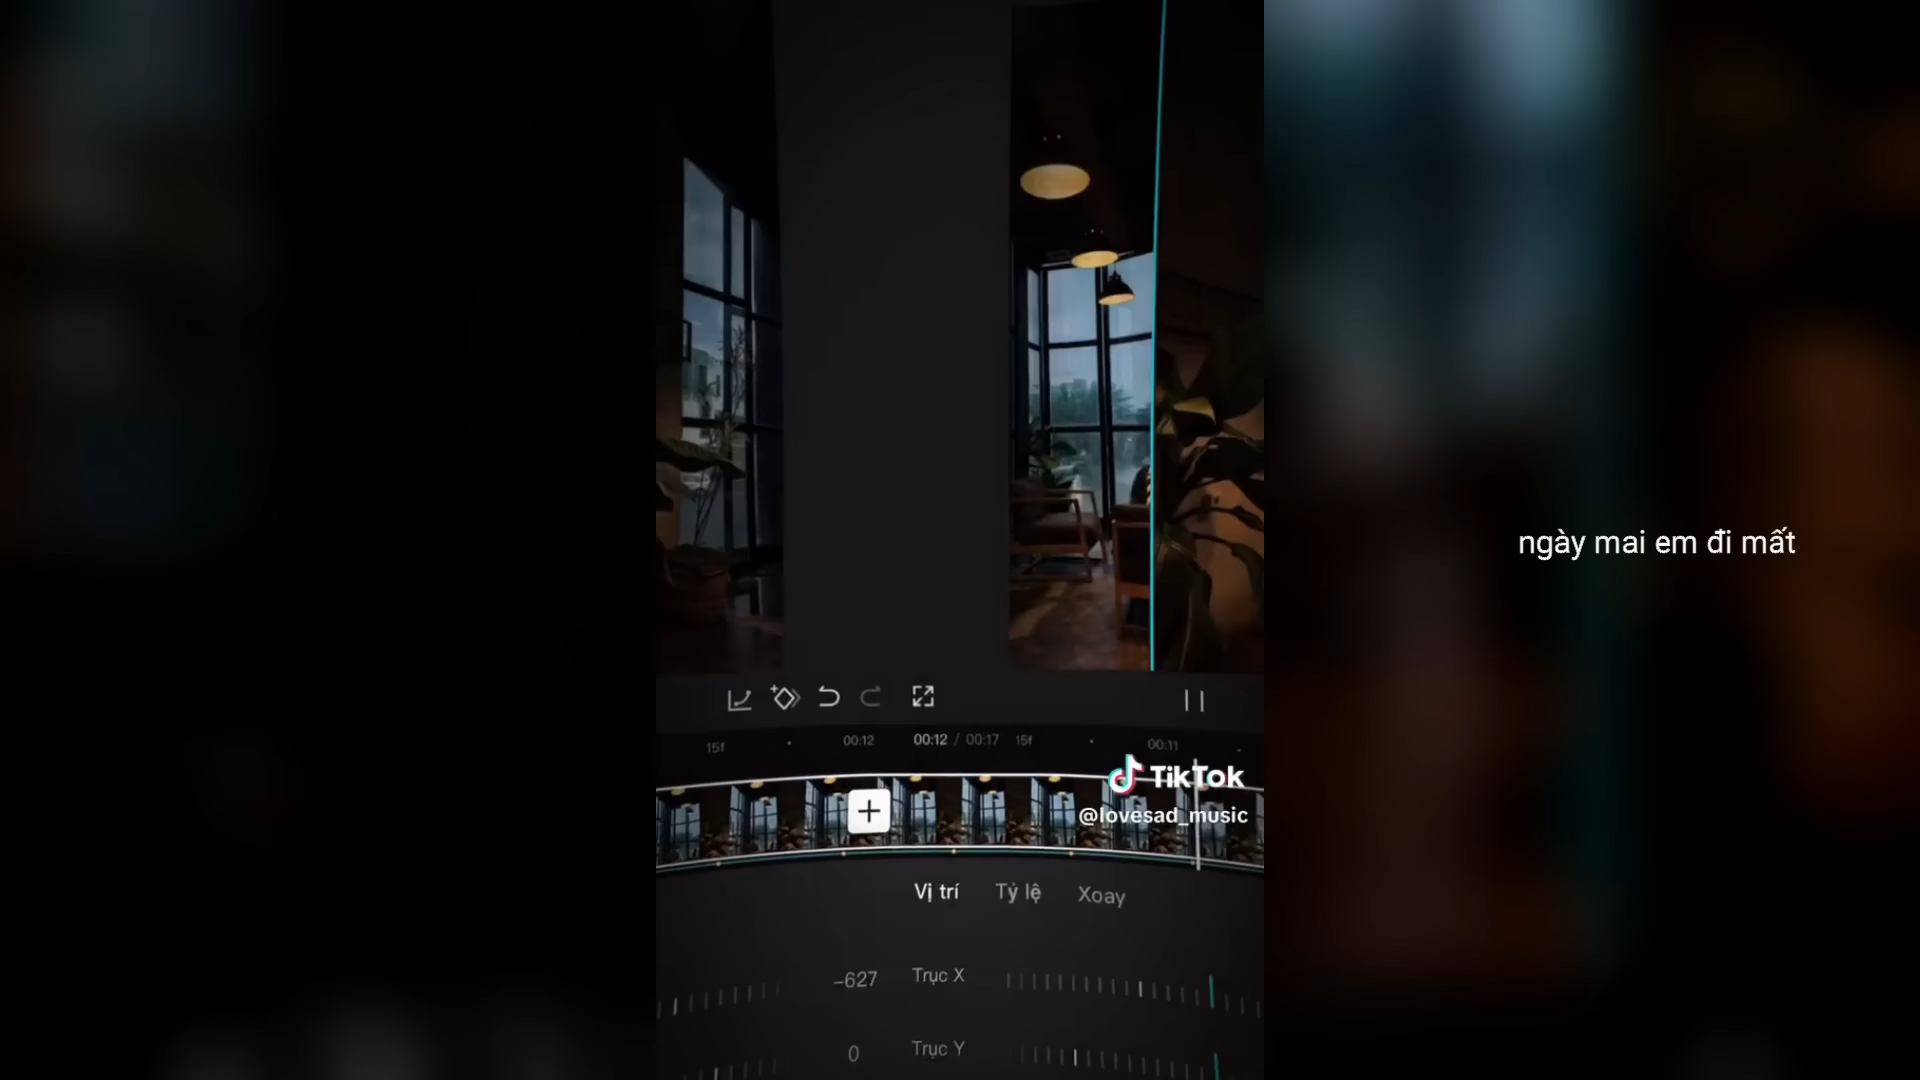 15f
00:12
00:12 / 00:17
15f
00:11
TikTok
@lovesad_music
Vị trí
Tỷ lệ
Xoay
-627
Trục X
0
Trục Y
ngày mai em đi mất